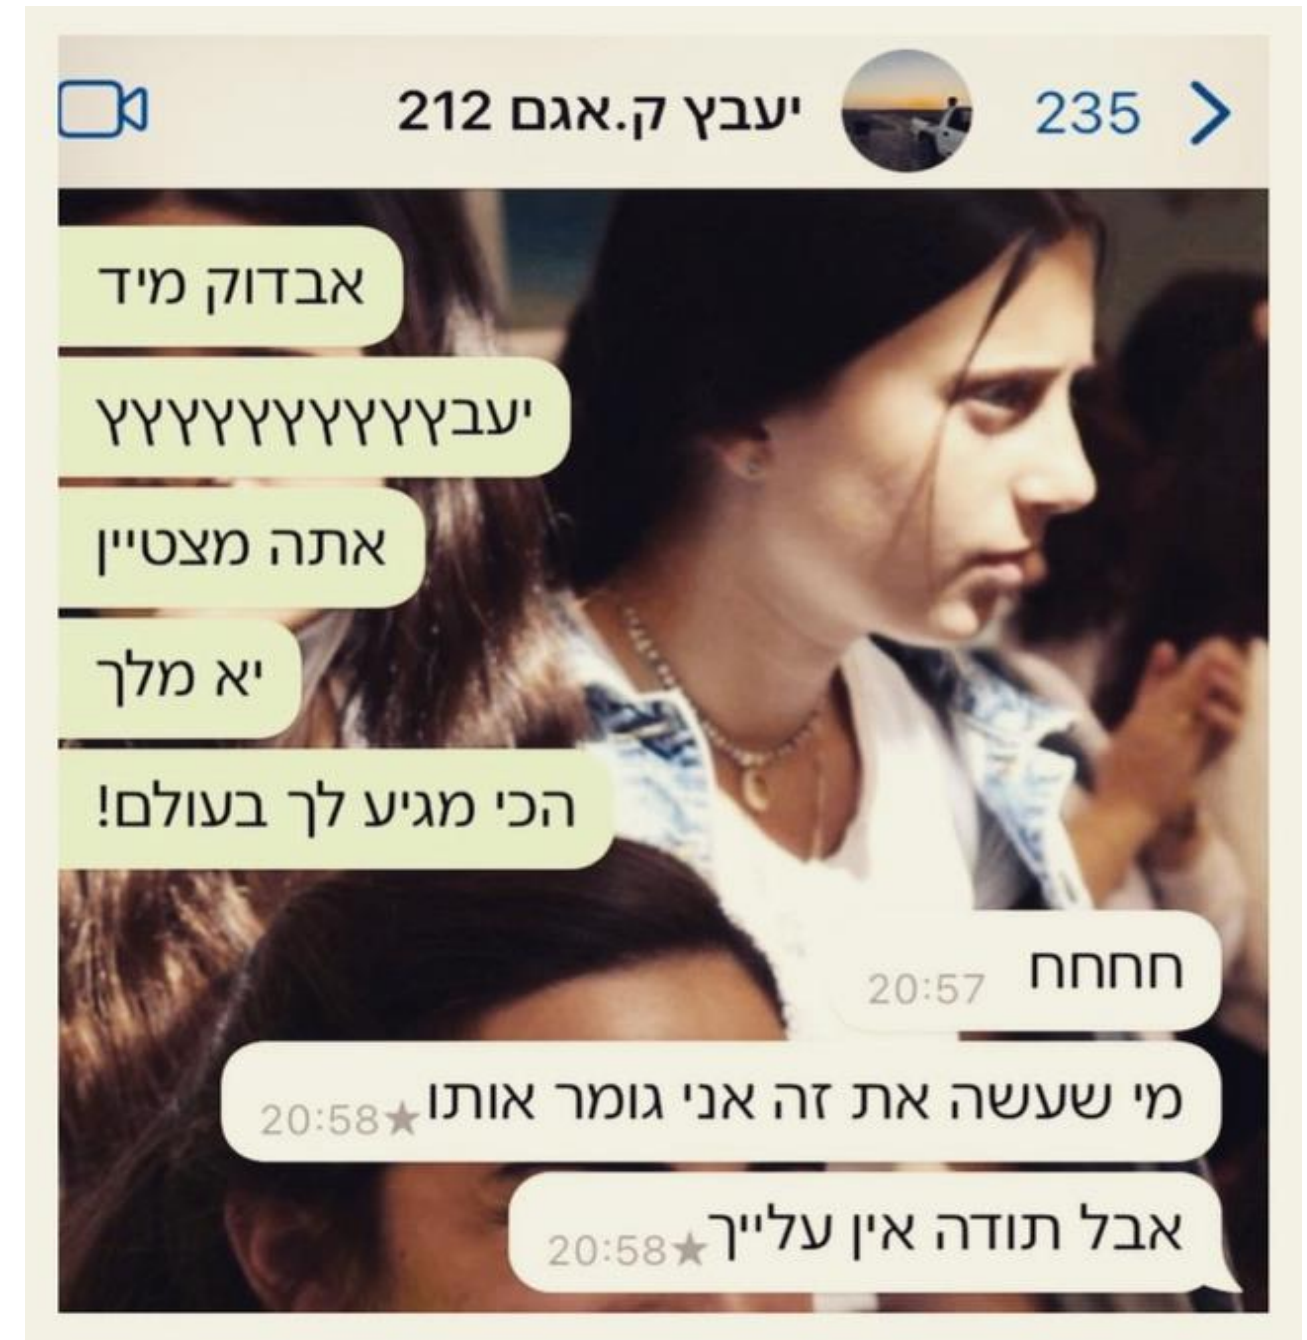 235
יעבץ ק.אגם 212
אבדוק מיד
יעבץץץץץץץץץץץ
אתה מצטיין
יא מלך
הכי מגיע לך בעולם!
חחחח 20:57
מי שעשה את זה אני גומר אותו ★20:58
אבל תודה אין עלייך ★20:58